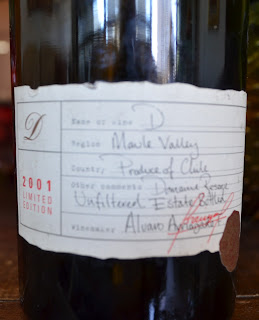 D
2001
LIMITED
EDITION
Name of wine D
Region Maule Valley
Country Produce of Chile
Other comments Domaine
Unfiltered Estate Bottled
Winemaker Alvaro